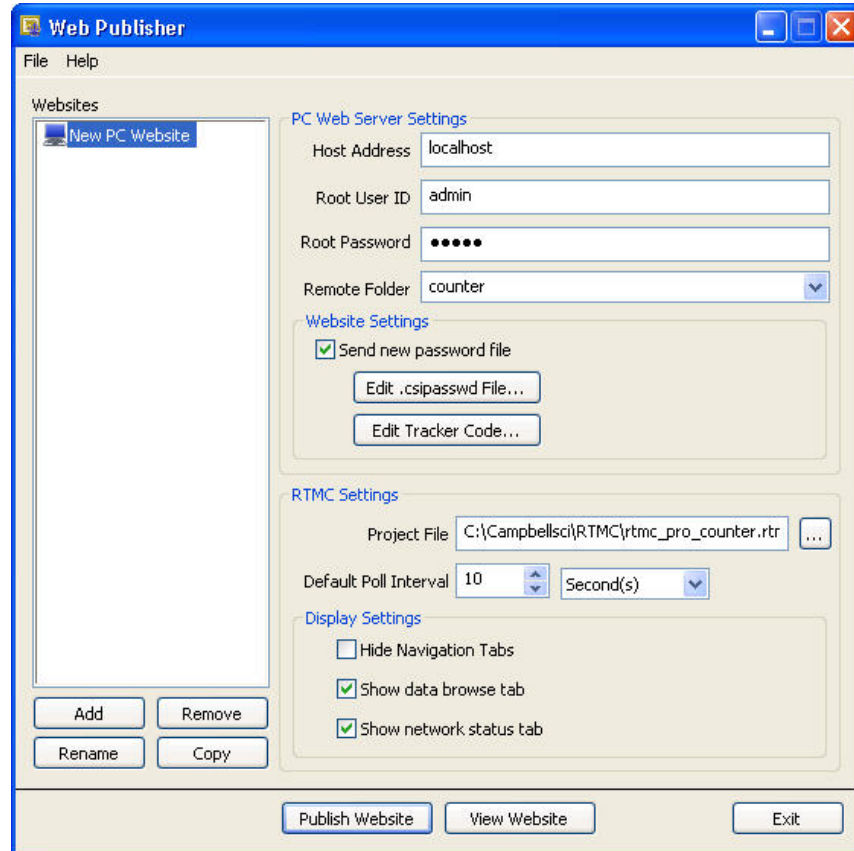 Web Publisher
File Help
Websites
New PC Website
PC Web Server Settings
Host Address localhost
Root User ID admin
Root Password •••••
Remote Folder counter
Website Settings
Send new password file
Edit .csipasswd File...
Edit Tracker Code...
RTMC Settings
Project File C:\Campbellsci\RTMC\rtmc_pro_counter.rtr ...
Default Poll Interval 10 Second(s)
Display Settings
Hide Navigation Tabs
Show data browse tab
Show network status tab
Add Remove
Rename Copy
Publish Website View Website Exit